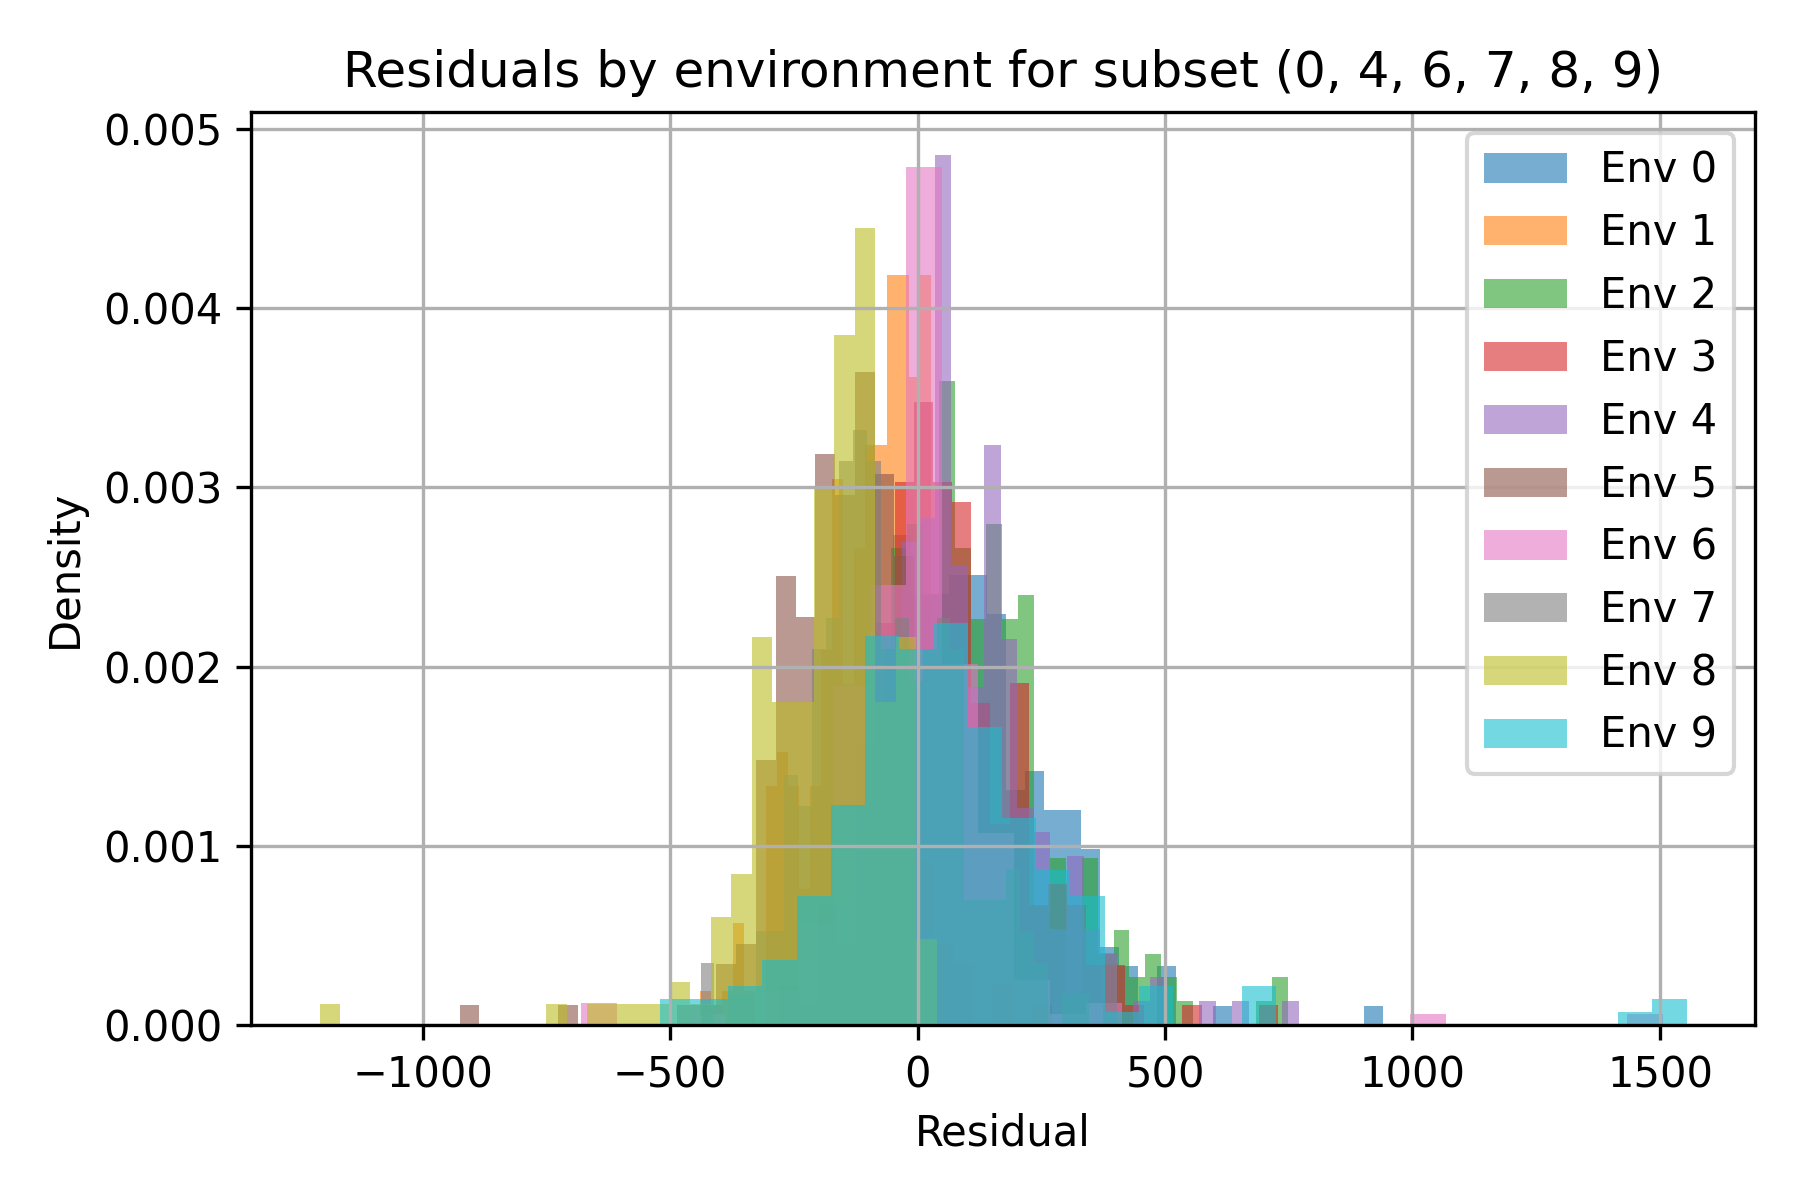 Residuals by environment for subset (0, 4, 6, 7, 8, 9)
0.005
0.004
0.003
0.002
0.001
0.000
Density
−1000
−500
0
500
1000
1500
Residual
Env 0
Env 1
Env 2
Env 3
Env 4
Env 5
Env 6
Env 7
Env 8
Env 9